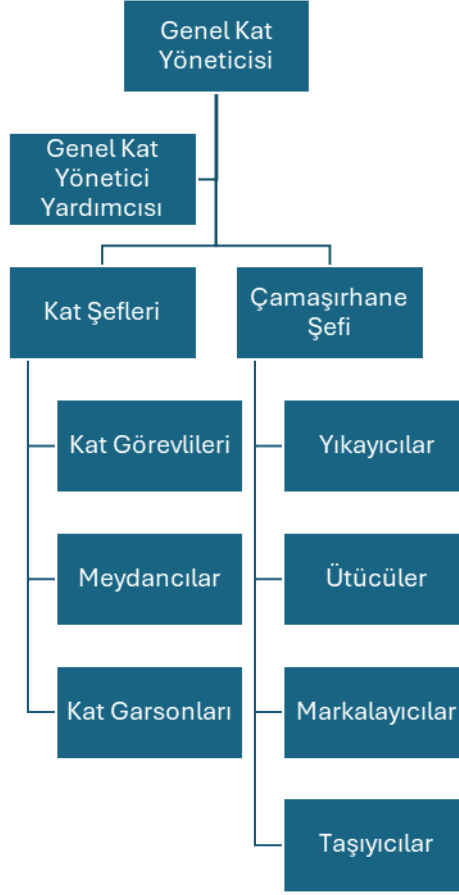 Genel Kat
Yöneticisi
Genel Kat
Yönetici
Yardımcısı
Kat Şefleri
Çamaşırhane
Şefi
Kat Görevlileri
Yıkayıcılar
Meydancılar
Ütücüler
Kat Garsonları
Markalayıcılar
Taşıyıcılar